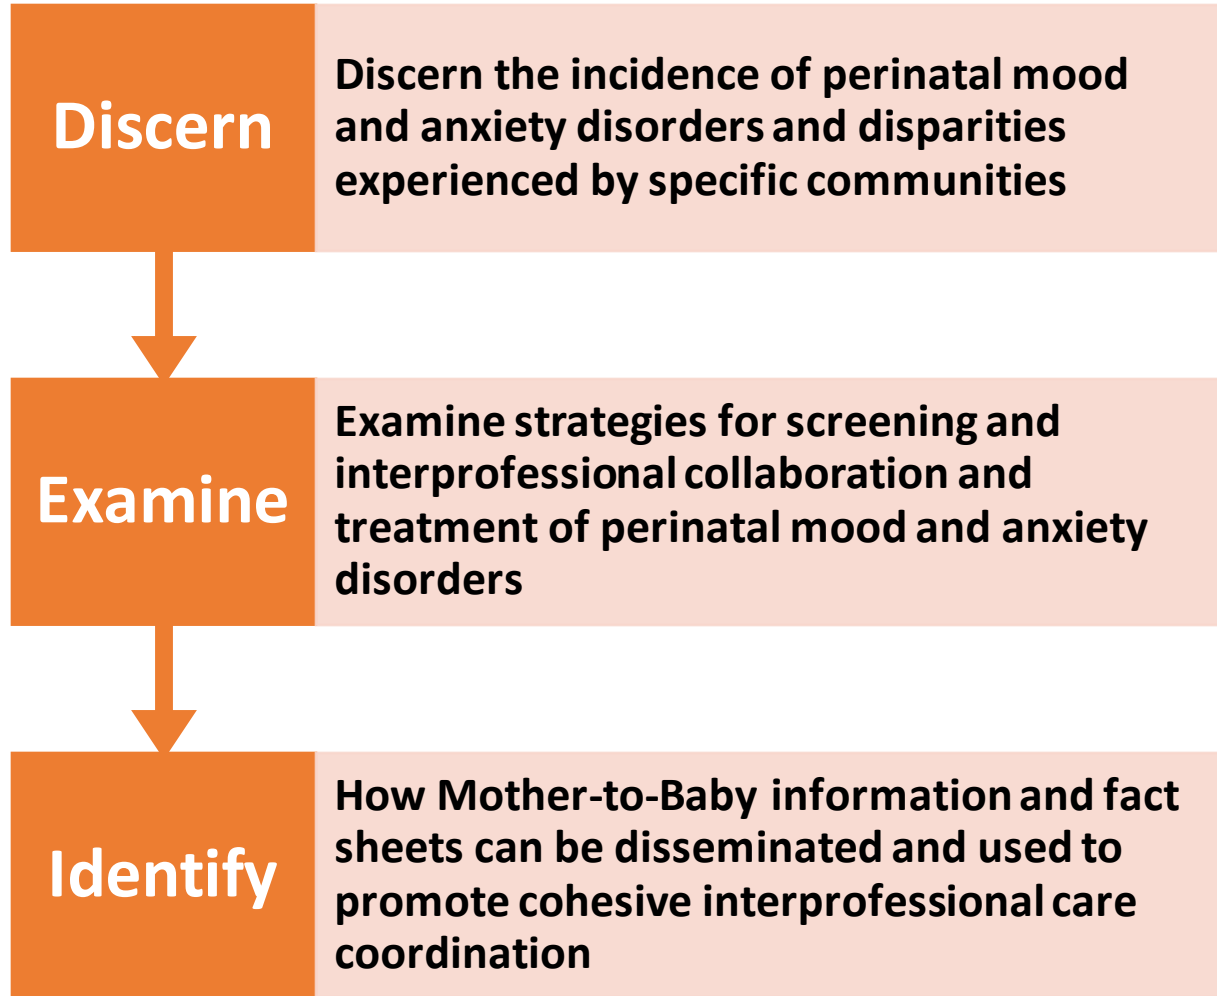 Discern
Discern the incidence of perinatal mood
and anxiety disorders and disparities
experienced by specific communities
Examine
Examine strategies for screening and
interprofessional collaboration and
treatment of perinatal mood and anxiety
disorders
Identify
How Mother-to-Baby information and fact
sheets can be disseminated and used to
promote cohesive interprofessional care
coordination